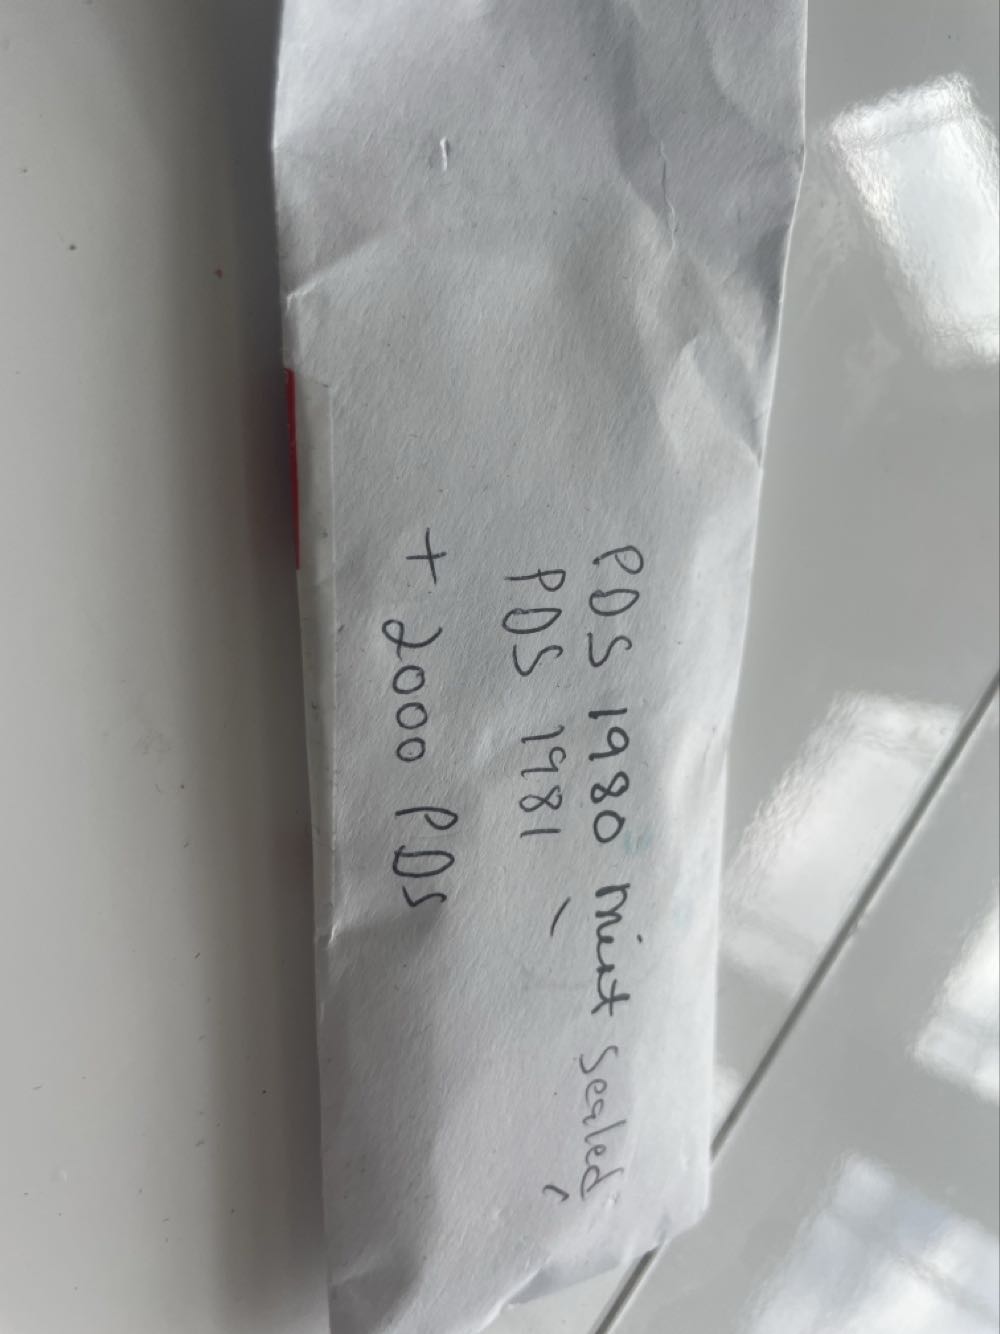 PDS 1980 mint sealed
PDS 1981 " "
+ 2000 PDS